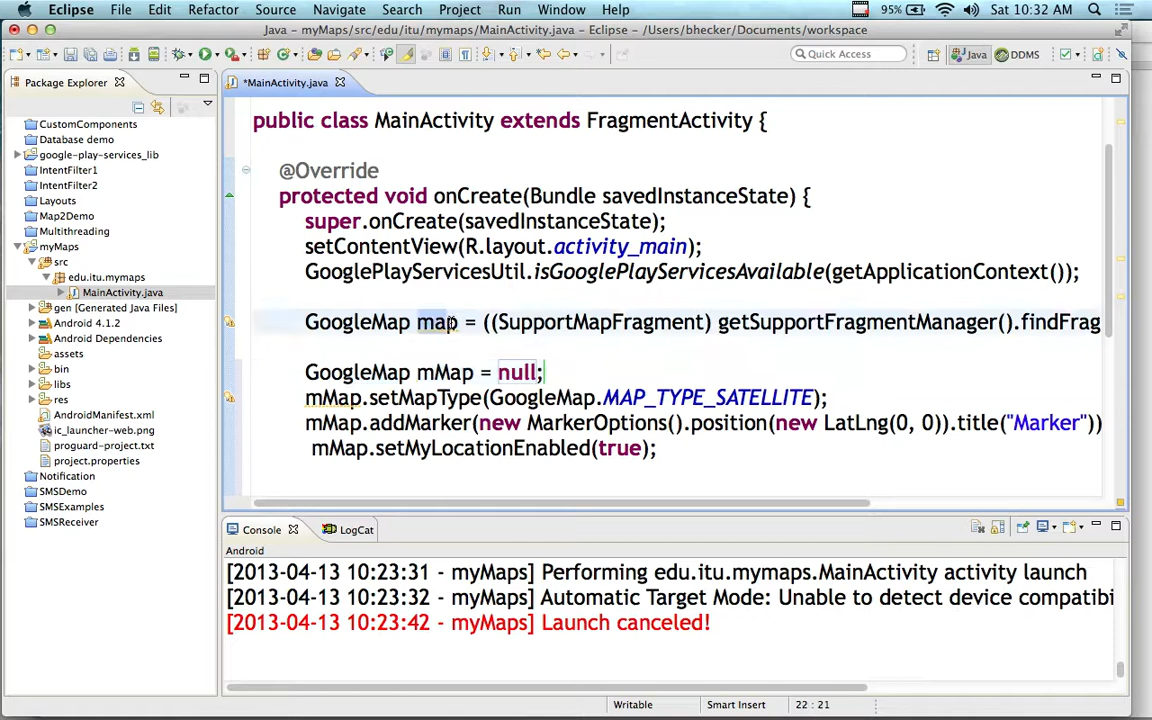 Eclipse File Edit Refactor Source Navigate Search Project Run Window Help 95% Sat 10:32 AM
Java - myMaps/src/edu/itu/mymaps/MainActivity.java - Eclipse - /Users/bhecker/Documents/workspace
Quick Access Java DDMS
Package Explorer
*MainActivity.java
CustomComponents
Database demo
google-play-services_lib
IntentFilter1
IntentFilter2
Layouts
Map2Demo
Multithreading
myMaps
src
edu.itu.mymaps
MainActivity.java
gen [Generated Java Files]
Android 4.1.2
Android Dependencies
assets
bin
libs
res
AndroidManifest.xml
ic_launcher-web.png
proguard-project.txt
project.properties
Notification
SMSDemo
SMSExamples
SMSReceiver
public class MainActivity extends FragmentActivity {
@Override
protected void onCreate(Bundle savedInstanceState) {
super.onCreate(savedInstanceState);
setContentView(R.layout.activity_main);
GooglePlayServicesUtil.isGooglePlayServicesAvailable(getApplicationContext());
GoogleMap map = ((SupportMapFragment) getSupportFragmentManager().findFrag
GoogleMap mMap = null;
mMap.setMapType(GoogleMap.MAP_TYPE_SATELLITE);
mMap.addMarker(new MarkerOptions().position(new LatLng(0, 0)).title("Marker"))
mMap.setMyLocationEnabled(true);
Console LogCat
Android
[2013-04-13 10:23:31 - myMaps] Performing edu.itu.mymaps.MainActivity activity launch
[2013-04-13 10:23:32 - myMaps] Automatic Target Mode: Unable to detect device compatibi
[2013-04-13 10:23:42 - myMaps] Launch canceled!
Writable Smart Insert 22 : 21